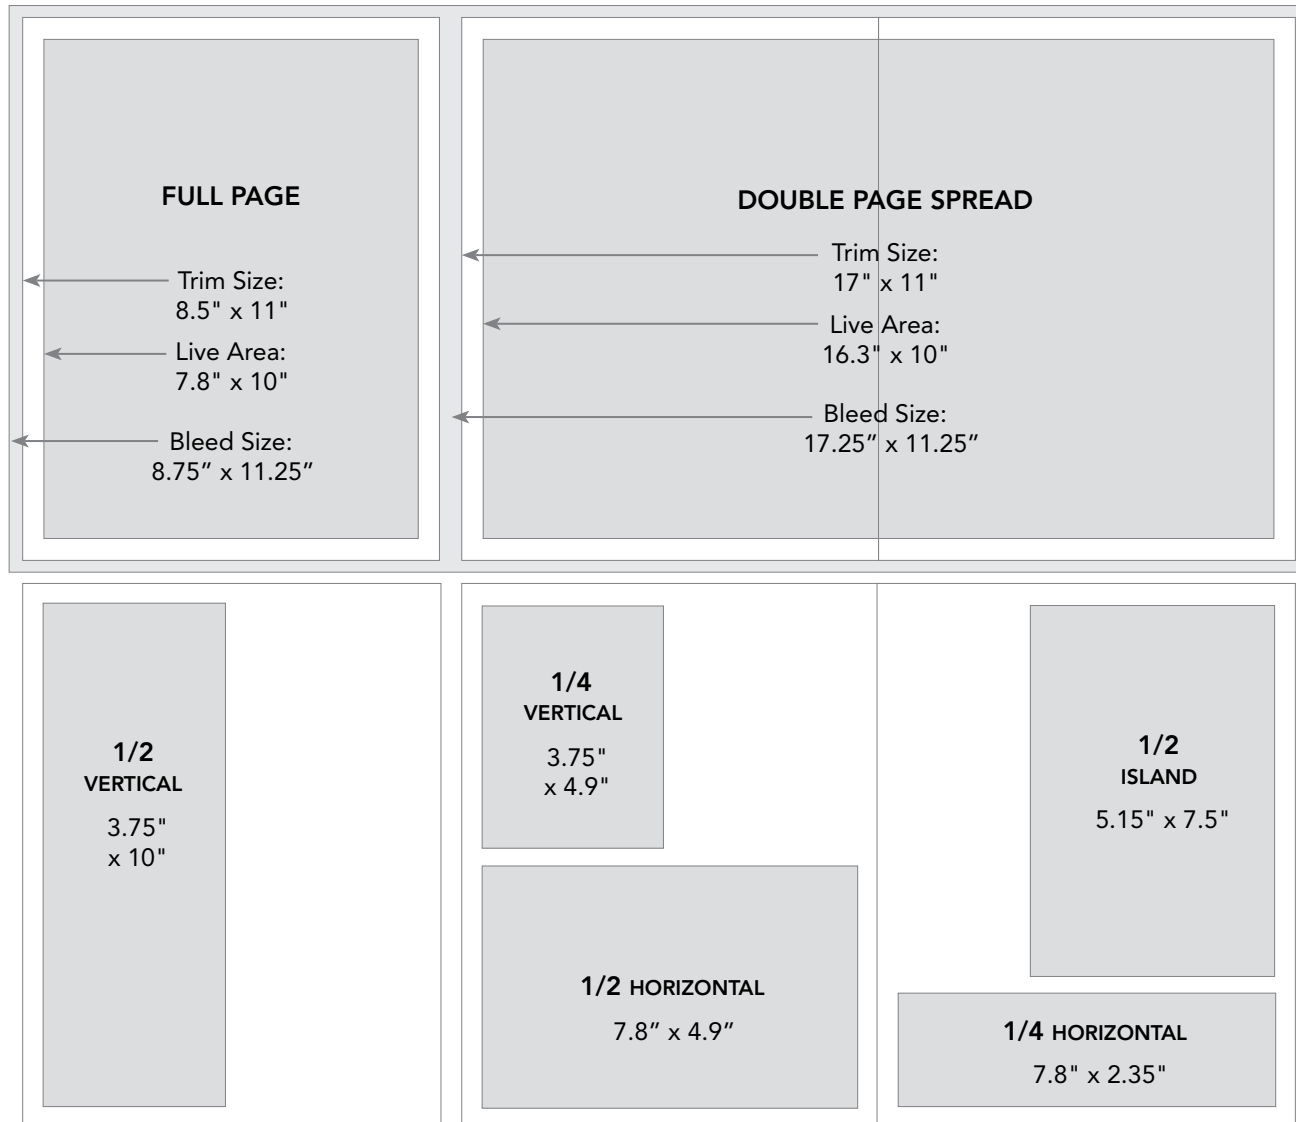 FULL PAGE
Trim Size:
8.5" x 11"
Live Area:
7.8" x 10"
Bleed Size:
8.75” x 11.25”
DOUBLE PAGE SPREAD
Trim Size:
17" x 11"
Live Area:
16.3" x 10"
Bleed Size:
17.25” x 11.25”
1/2
VERTICAL
3.75"
x 10"
1/4
VERTICAL
3.75"
x 4.9"
1/2 HORIZONTAL
7.8” x 4.9”
1/2
ISLAND
5.15" x 7.5"
1/4 HORIZONTAL
7.8" x 2.35"